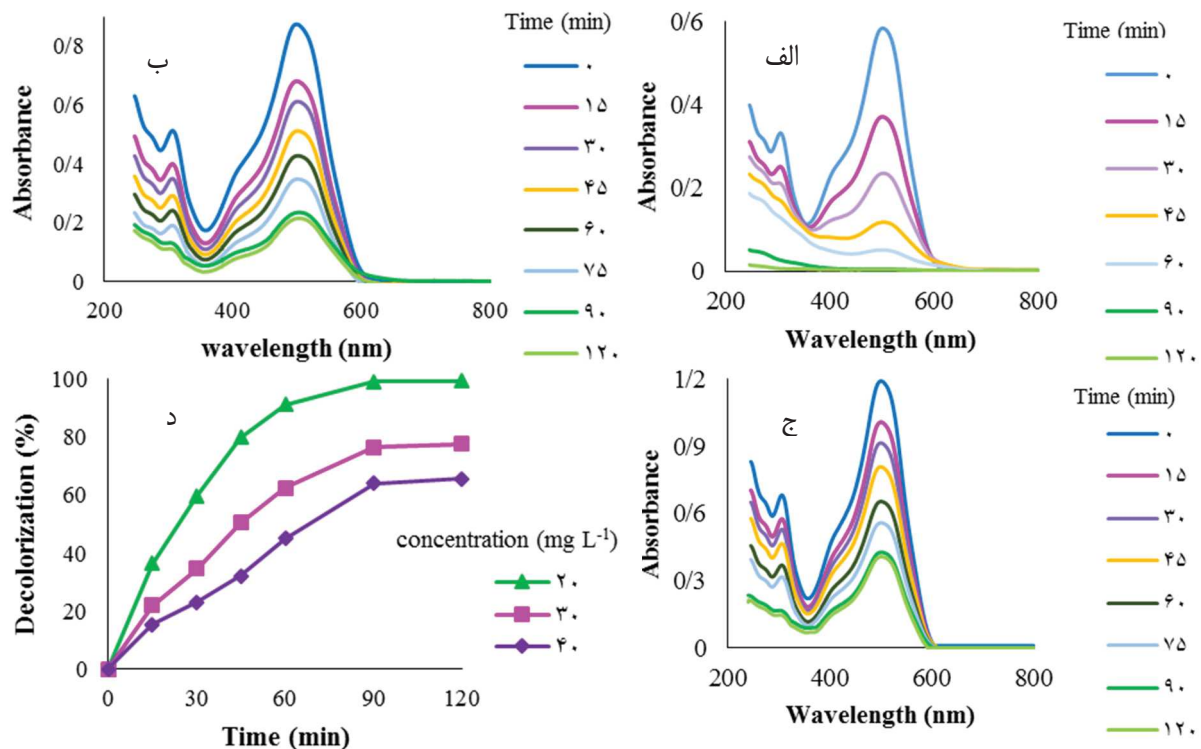 Time (min)
ب
0/8
0/6
0/4
0/2
0
Absorbance
200 400 600 800
wavelength (nm)
۰
۱۵
۳۰
۴۵
۶۰
۷۵
۹۰
۱۲۰
Time (min)
الف
0/6
0/4
0/2
0
Absorbance
200 400 600 800
Wavelength (nm)
۰
۱۵
۳۰
۴۵
۶۰
۹۰
۱۲۰
د
100
80
60
40
20
0
Decolorization (%)
0 30 60 90 120
Time (min)
concentration (mg L⁻¹)
۲۰
۳۰
۴۰
Time (min)
ج
1/2
0/9
0/6
0/3
0
Absorbance
200 400 600 800
Wavelength (nm)
۰
۱۵
۳۰
۴۵
۶۰
۷۵
۹۰
۱۲۰